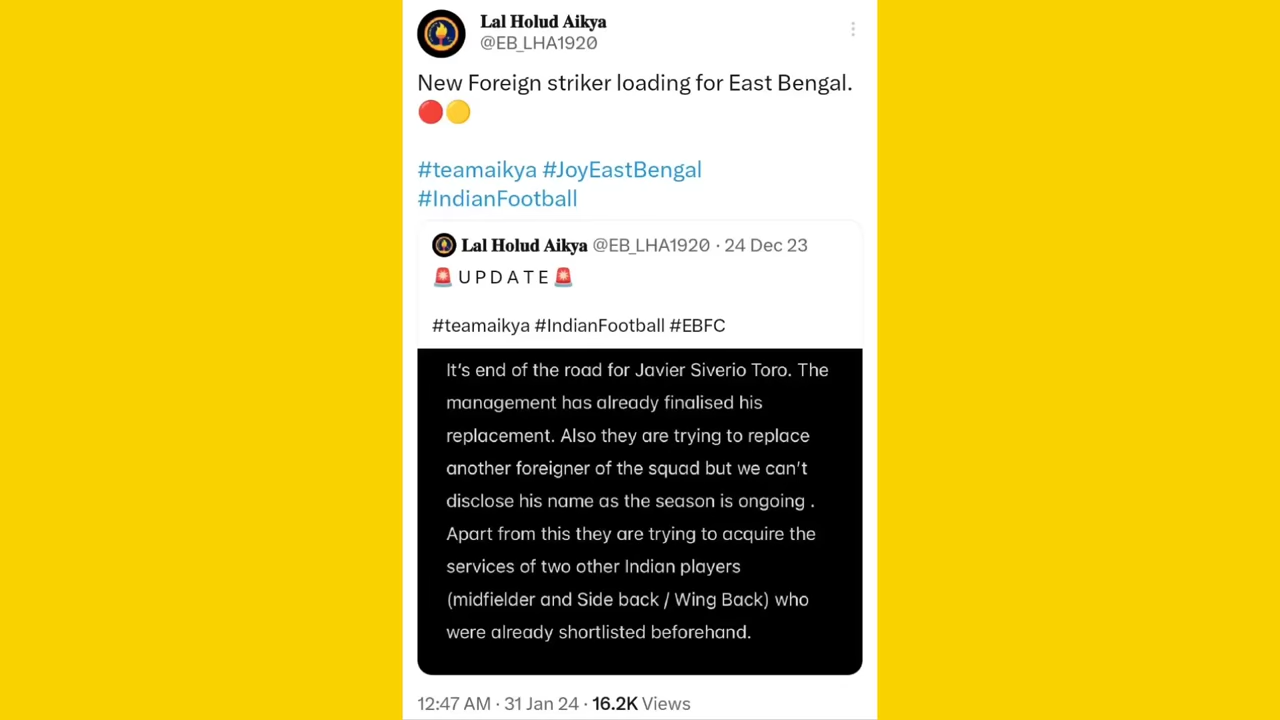 Lal Holud Aikya
@EB_LHA1920
New Foreign striker loading for East Bengal.
🔴🟡
#teamaikya #JoyEastBengal
#IndianFootball
Lal Holud Aikya @EB_LHA1920 · 24 Dec 23
🚨 U P D A T E 🚨
#teamaikya #IndianFootball #EBFC
It's end of the road for Javier Siverio Toro. The
management has already finalised his
replacement. Also they are trying to replace
another foreigner of the squad but we can't
disclose his name as the season is ongoing .
Apart from this they are trying to acquire the
services of two other Indian players
(midfielder and Side back / Wing Back) who
were already shortlisted beforehand.
12:47 AM · 31 Jan 24 · 16.2K Views